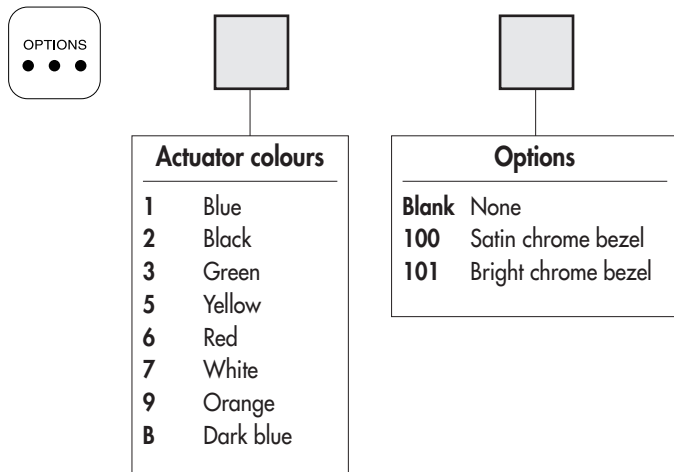 OPTIONS
Actuator colours
1 Blue
2 Black
3 Green
5 Yellow
6 Red
7 White
9 Orange
B Dark blue
Options
Blank None
100 Satin chrome bezel
101 Bright chrome bezel